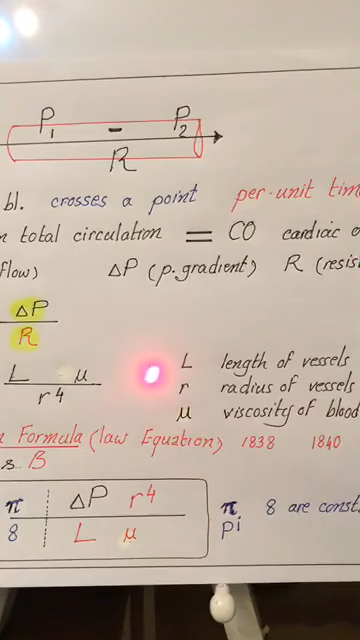 P1 - P2
R
bl. crosses a point per unit tim
n total circulation = CO cardiac o
flow) ΔP (p. gradient) R (resis
ΔP
R
L μ
r4
L length of vessels
r radius of vessels
μ viscosity of blood
n Formula (law Equation) 1838 1840
s B
π ΔP r4
8 L μ
π 8 are const.
pi